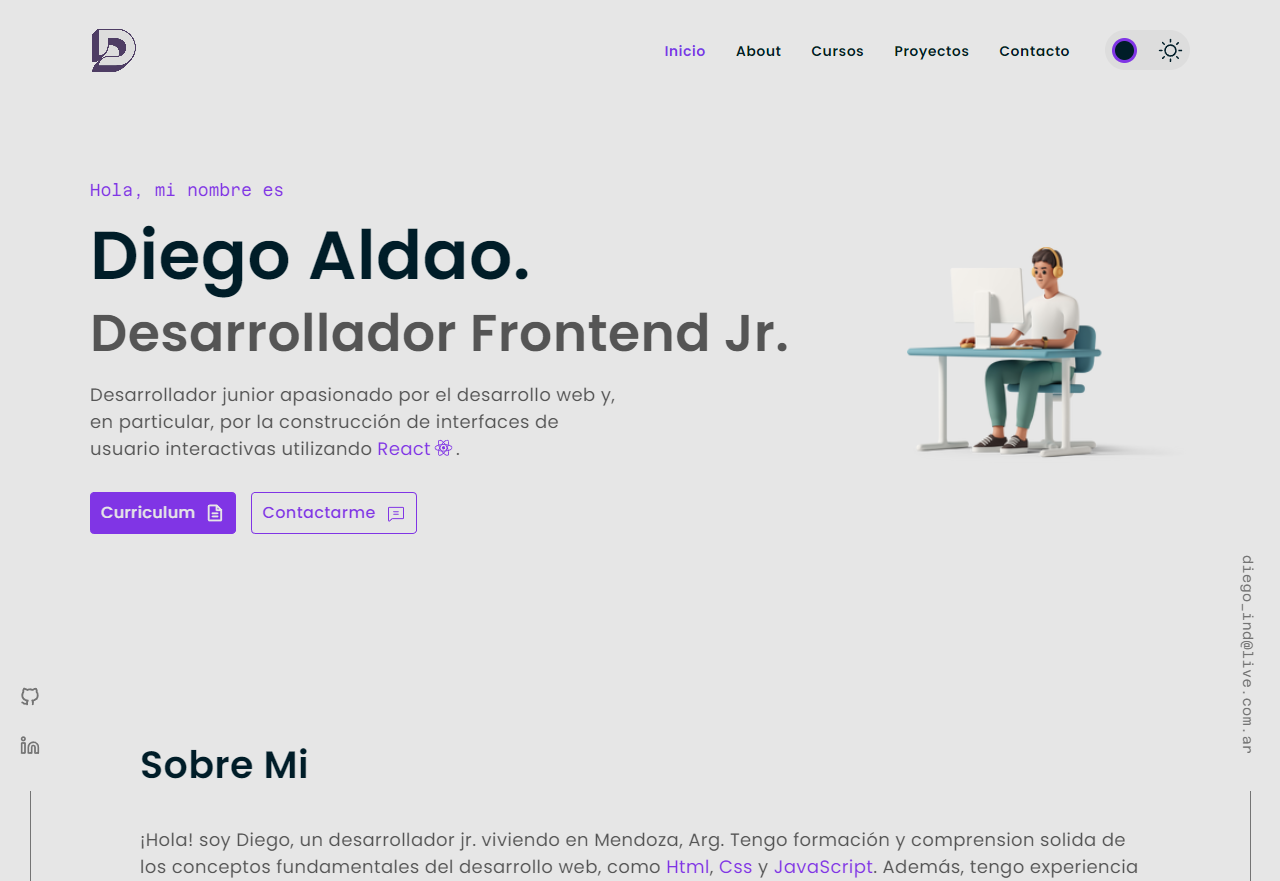 Inicio About Cursos Proyectos Contacto
Hola, mi nombre es
Diego Aldao.
Desarrollador Frontend Jr.
Desarrollador junior apasionado por el desarrollo web y,
en particular, por la construcción de interfaces de
usuario interactivas utilizando React .
Curriculum Contactarme
diego_ind@live.com.ar
Sobre Mi
¡Hola! soy Diego, un desarrollador jr. viviendo en Mendoza, Arg. Tengo formación y comprension solida de
los conceptos fundamentales del desarrollo web, como Html, Css y JavaScript. Además, tengo experiencia